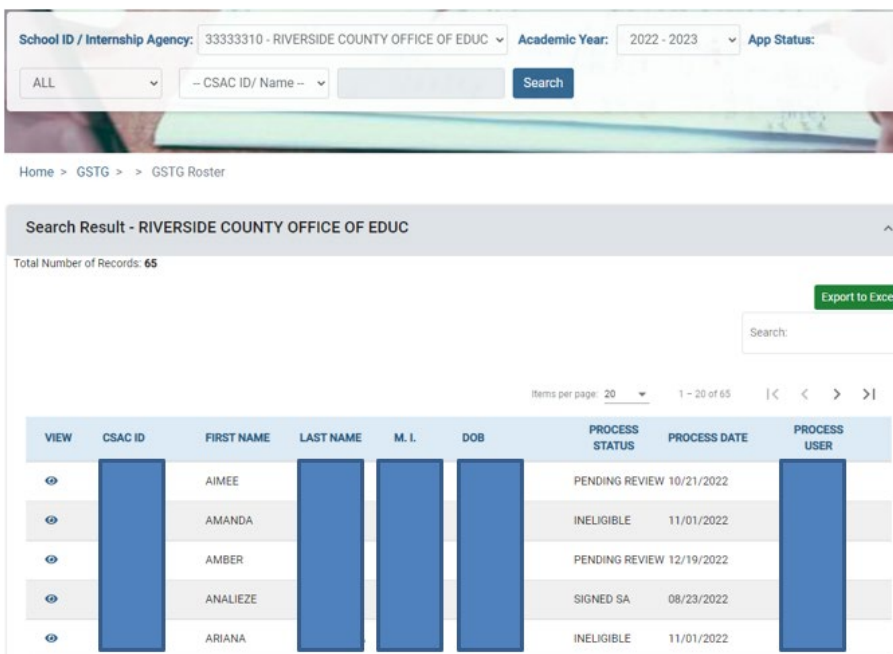 School ID / Internship Agency: 33333310 - RIVERSIDE COUNTY OFFICE OF EDUC Academic Year: 2022 - 2023 App Status:
ALL -- CSAC ID/ Name -- Search
Home > GSTG > > GSTG Roster
Search Result - RIVERSIDE COUNTY OFFICE OF EDUC
Total Number of Records: 65
Export to Exce
Search:
Items per page: 20 1 – 20 of 65
VIEW CSAC ID FIRST NAME LAST NAME M. I. DOB PROCESS STATUS PROCESS DATE PROCESS USER
AIMEE PENDING REVIEW 10/21/2022
AMANDA INELIGIBLE 11/01/2022
AMBER PENDING REVIEW 12/19/2022
ANALIEZE SIGNED SA 08/23/2022
ARIANA INELIGIBLE 11/01/2022